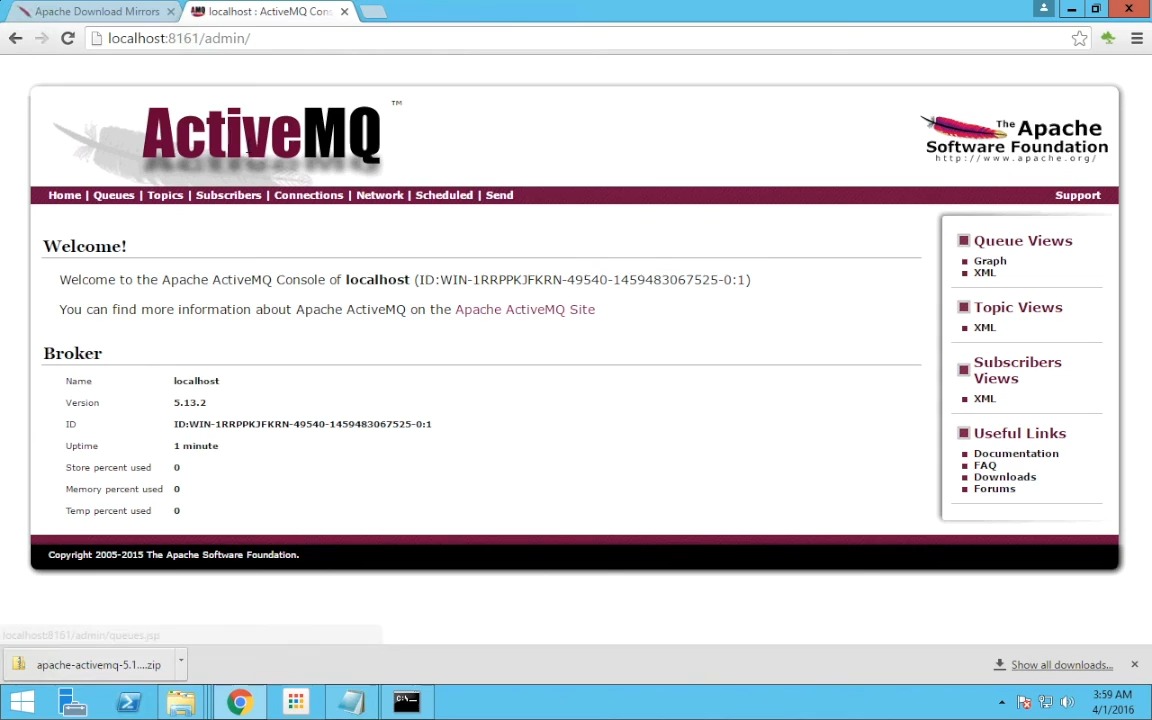 Apache Download Mirrors
localhost : ActiveMQ Cons
localhost:8161/admin/
ActiveMQ ™
The Apache
Software Foundation
http://www.apache.org/
Home | Queues | Topics | Subscribers | Connections | Network | Scheduled | Send
Support
Welcome!
Welcome to the Apache ActiveMQ Console of localhost (ID:WIN-1RRPPKJFKRN-49540-1459483067525-0:1)
You can find more information about Apache ActiveMQ on the Apache ActiveMQ Site
Broker
Name localhost
Version 5.13.2
ID ID:WIN-1RRPPKJFKRN-49540-1459483067525-0:1
Uptime 1 minute
Store percent used 0
Memory percent used 0
Temp percent used 0
Queue Views
Graph
XML
Topic Views
XML
Subscribers
Views
XML
Useful Links
Documentation
FAQ
Downloads
Forums
Copyright 2005-2015 The Apache Software Foundation.
localhost:8161/admin/queues.jsp
apache-activemq-5.1....zip
Show all downloads...
C:\_
3:59 AM
4/1/2016